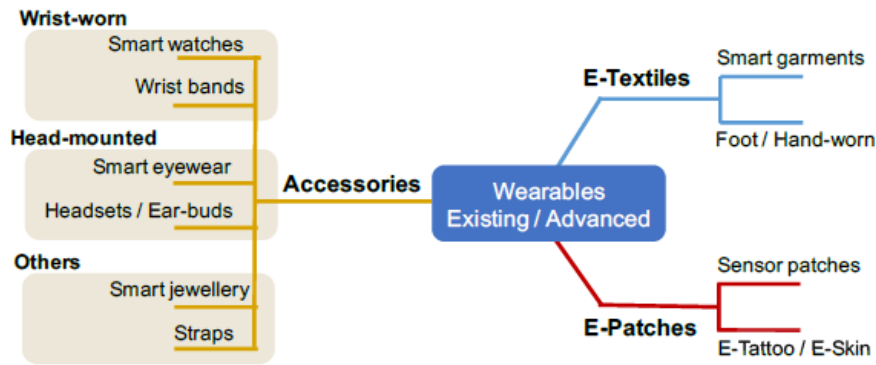 Wrist-worn
Smart watches
Wrist bands
Head-mounted
Smart eyewear
Headsets / Ear-buds
Others
Smart jewellery
Straps
Accessories
Wearables
Existing / Advanced
E-Textiles
Smart garments
Foot / Hand-worn
E-Patches
Sensor patches
E-Tattoo / E-Skin